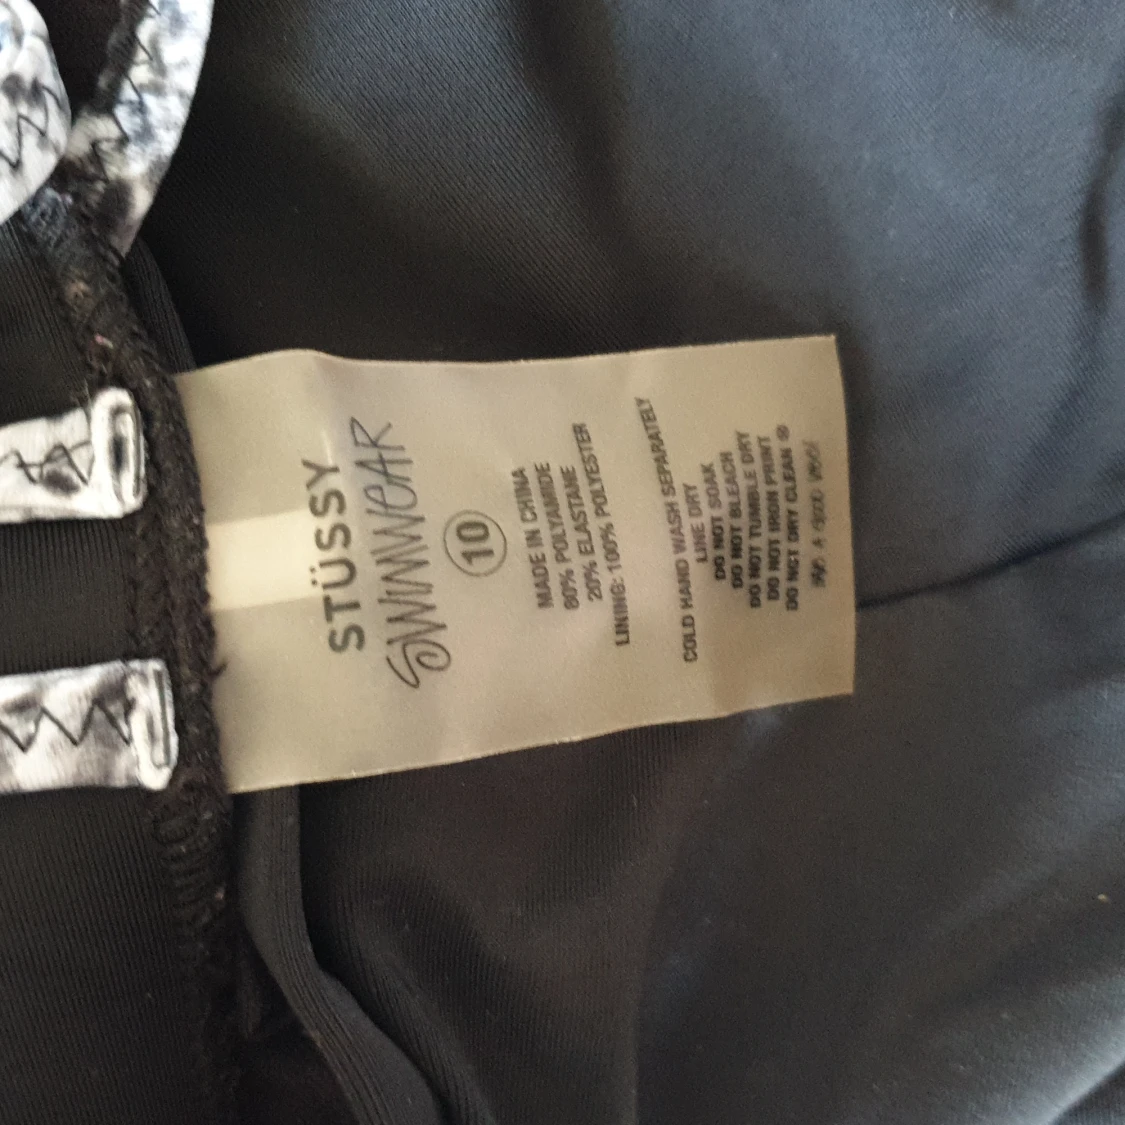 STÜSSY
SWIMWEAR
10
MADE IN CHINA
80% POLYAMIDE
20% ELASTANE
LINING: 100% POLYESTER
COLD HAND WASH SEPARATELY
LINE DRY
DO NOT SOAK
DO NOT BLEACH
DO NOT TUMBLE DRY
DO NOT IRON PRINT
DO NOT DRY CLEAN ⊗